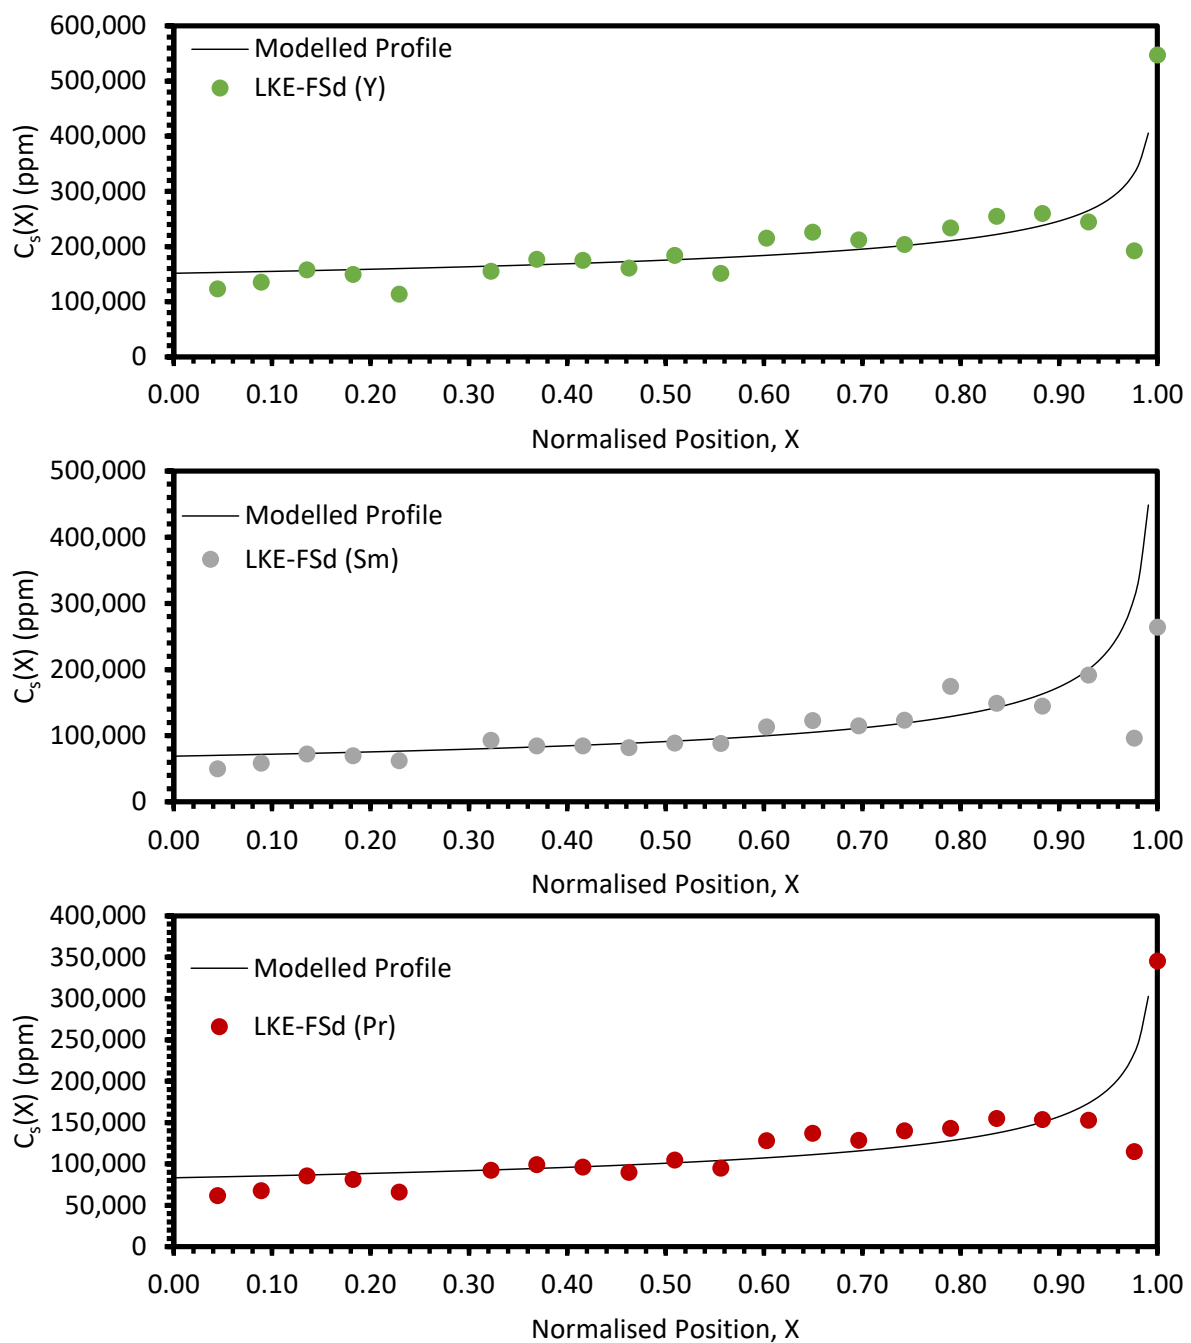 600,000
500,000
400,000
300,000
200,000
100,000
0
C_s(X) (ppm)
Modelled Profile
LKE-FSd (Y)
0.00 0.10 0.20 0.30 0.40 0.50 0.60 0.70 0.80 0.90 1.00
Normalised Position, X
500,000
400,000
300,000
200,000
100,000
0
C_s(X) (ppm)
Modelled Profile
LKE-FSd (Sm)
0.00 0.10 0.20 0.30 0.40 0.50 0.60 0.70 0.80 0.90 1.00
Normalised Position, X
400,000
350,000
300,000
250,000
200,000
150,000
100,000
50,000
0
C_s(X) (ppm)
Modelled Profile
LKE-FSd (Pr)
0.00 0.10 0.20 0.30 0.40 0.50 0.60 0.70 0.80 0.90 1.00
Normalised Position, X